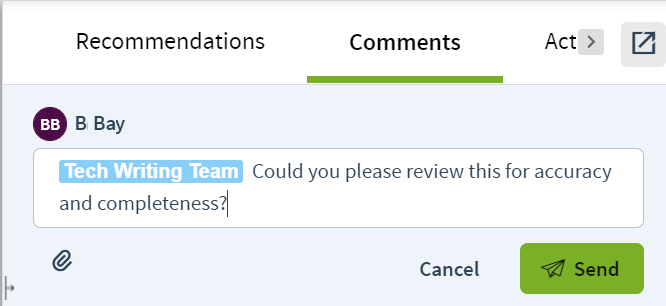 Recommendations Comments Act
BB B Bay
Tech Writing Team Could you please review this for accuracy
and completeness?
Cancel Send